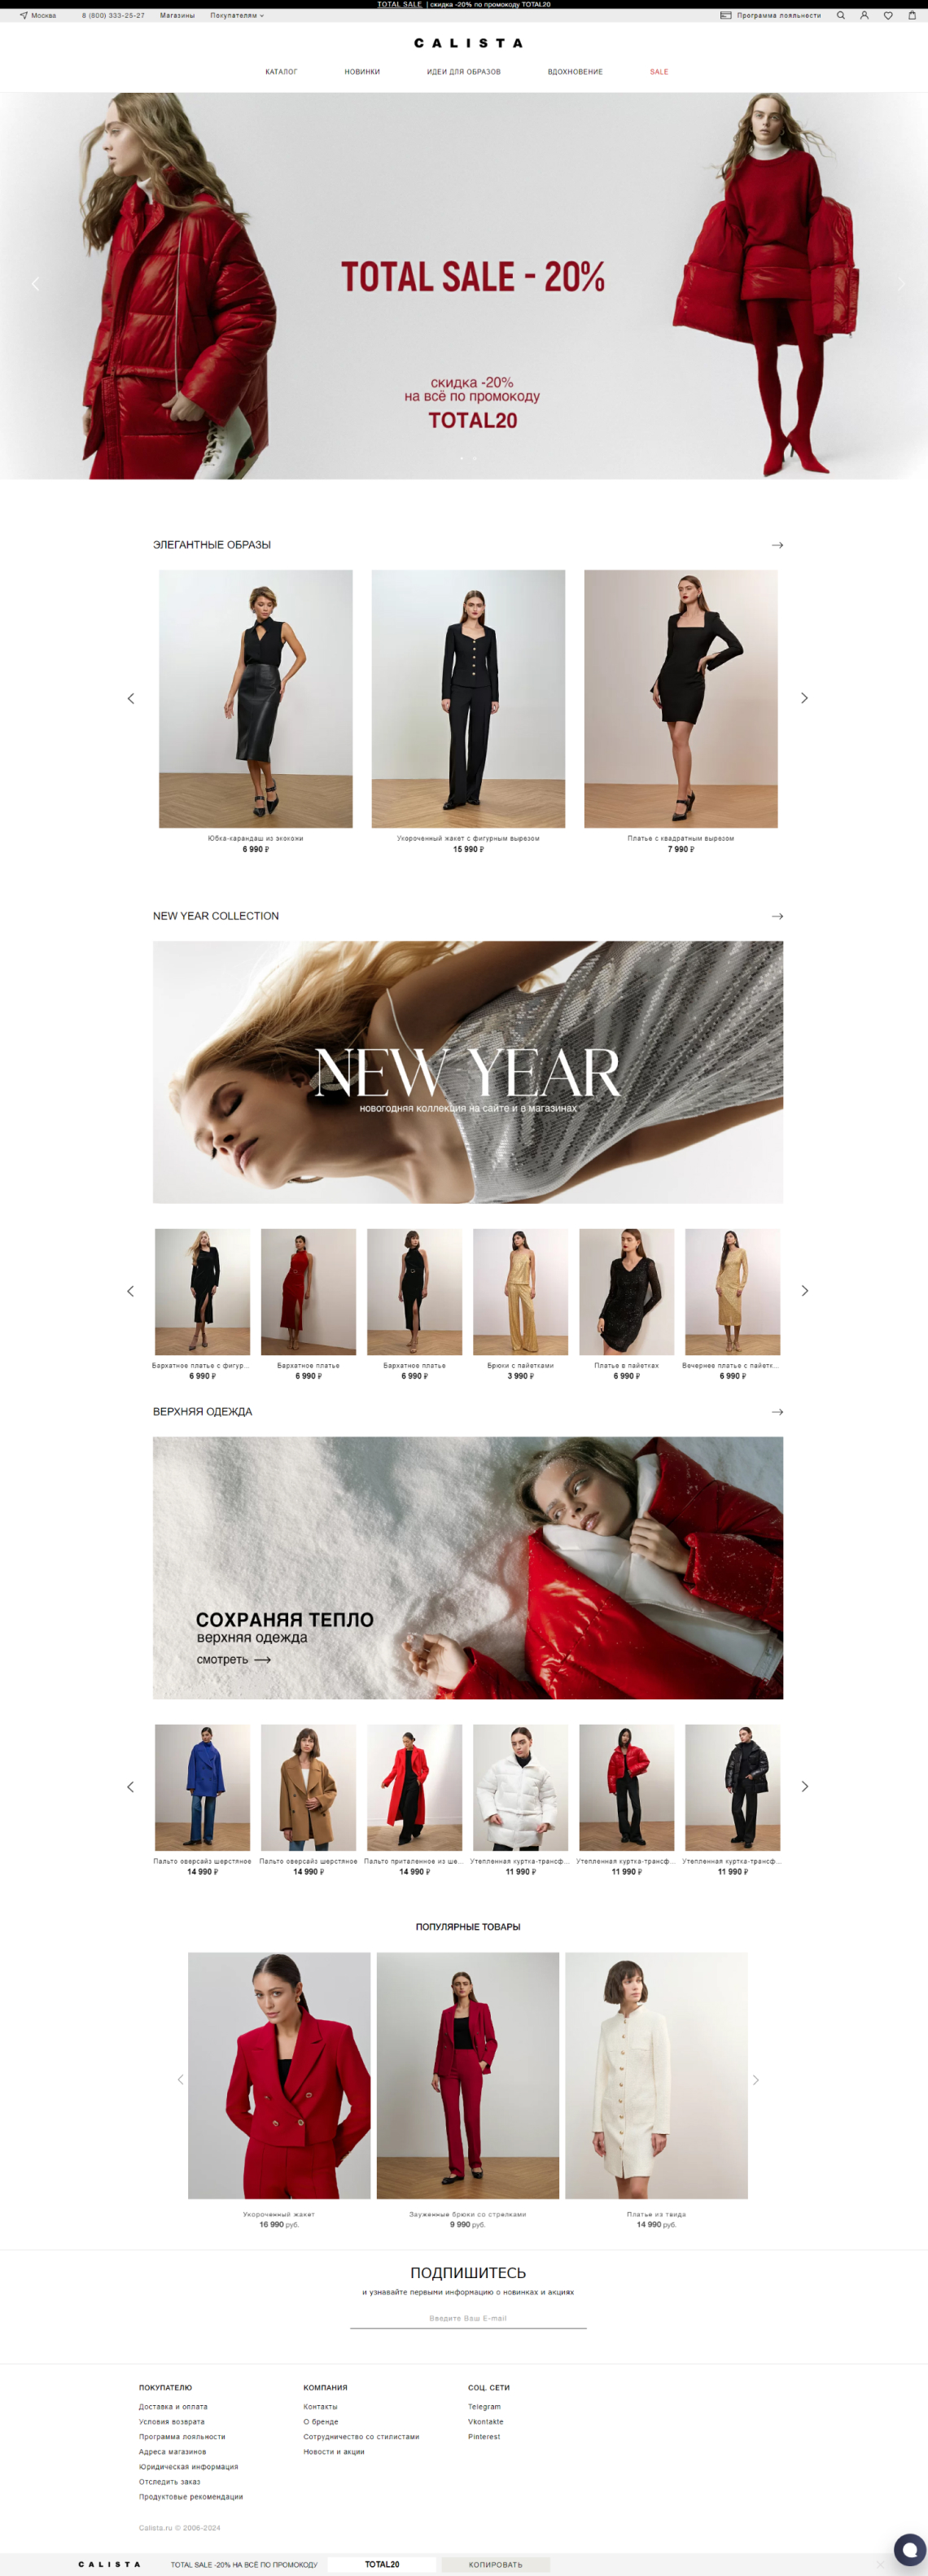 TOTAL SALE | скидка -20% по промокоду TOTAL20
Москва 8 (800) 333-25-27 Магазины Покупателям Программа лояльности
CALISTA
КАТАЛОГ НОВИНКИ ИДЕИ ДЛЯ ОБРАЗОВ ВДОХНОВЕНИЕ SALE
TOTAL SALE - 20%
скидка -20%
на всё по промокоду
TOTAL20
ЭЛЕГАНТНЫЕ ОБРАЗЫ
Юбка-карандаш из экокожи Укороченный жакет с фигурным вырезом Платье с квадратным вырезом
6 990 ₽ 15 990 ₽ 7 990 ₽
NEW YEAR COLLECTION
NEW YEAR
новогодняя коллекция на сайте и в магазинах
Бархатное платье с фигур... Бархатное платье Бархатное платье Брюки с пайетками Платье в пайетках Вечернее платье с пайетк...
6 990 ₽ 6 990 ₽ 6 990 ₽ 3 990 ₽ 6 990 ₽ 6 990 ₽
ВЕРХНЯЯ ОДЕЖДА
СОХРАНЯЯ ТЕПЛО
верхняя одежда
смотреть
Пальто оверсайз шерстяное Пальто оверсайз шерстяное Пальто приталенное из ше... Утепленная куртка-трансф... Утепленная куртка-трансф... Утепленная куртка-трансф...
14 990 ₽ 14 990 ₽ 14 990 ₽ 11 990 ₽ 11 990 ₽ 11 990 ₽
ПОПУЛЯРНЫЕ ТОВАРЫ
Укороченный жакет Зауженные брюки со стрелками Платье из твида
16 990 руб. 9 990 руб. 14 990 руб.
ПОДПИШИТЕСЬ
и узнавайте первыми информацию о новинках и акциях
Введите Ваш E-mail
ПОКУПАТЕЛЮ КОМПАНИЯ СОЦ. СЕТИ
Доставка и оплата Контакты Telegram
Условия возврата О бренде Vkontakte
Программа лояльности Сотрудничество со стилистами Pinterest
Адреса магазинов Новости и акции
Юридическая информация
Отследить заказ
Продуктовые рекомендации
Calista.ru © 2006-2024
CALISTA TOTAL SALE -20% НА ВСЁ ПО ПРОМОКОДУ TOTAL20 КОПИРОВАТЬ